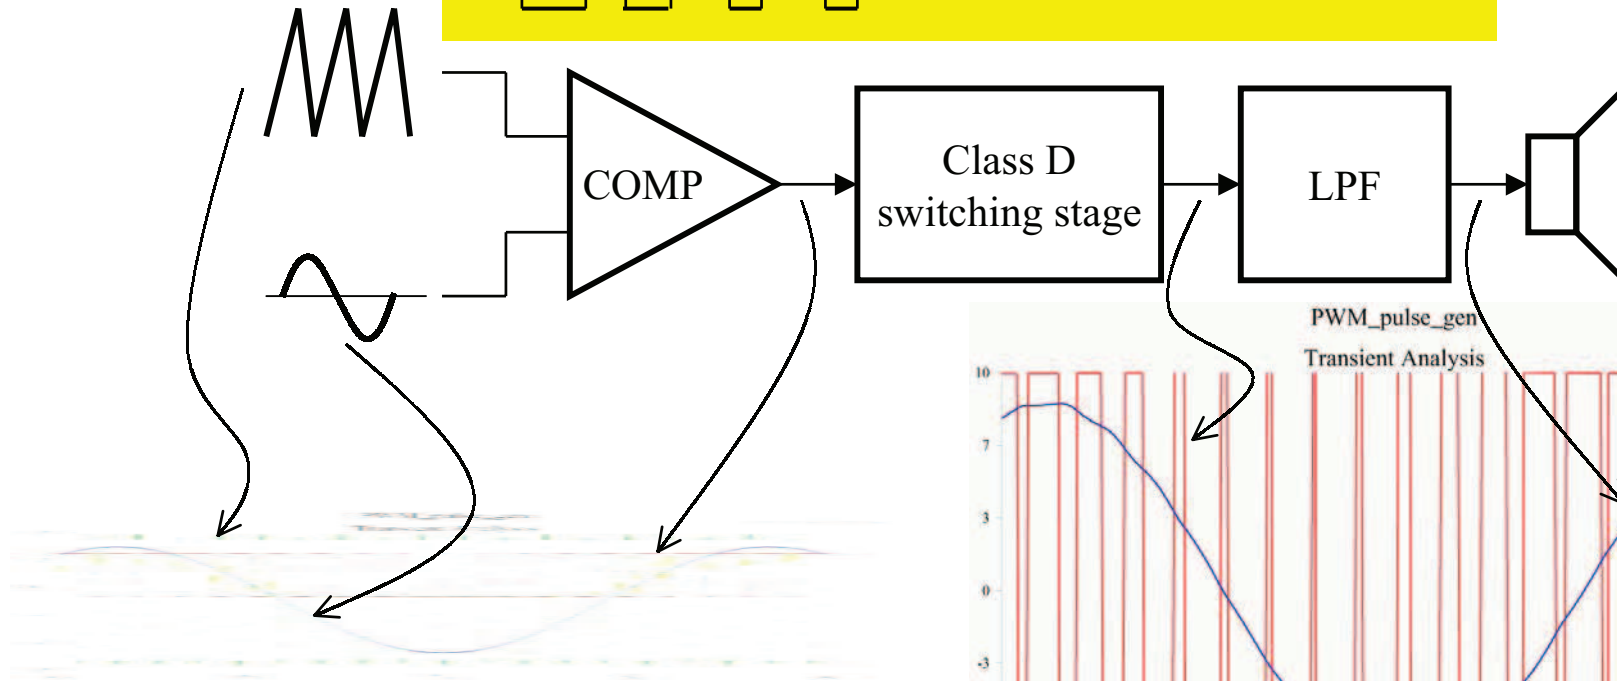 COMP
Class D
switching stage
LPF
PWM_pulse_gen
Transient Analysis
10
7
3
0
-3